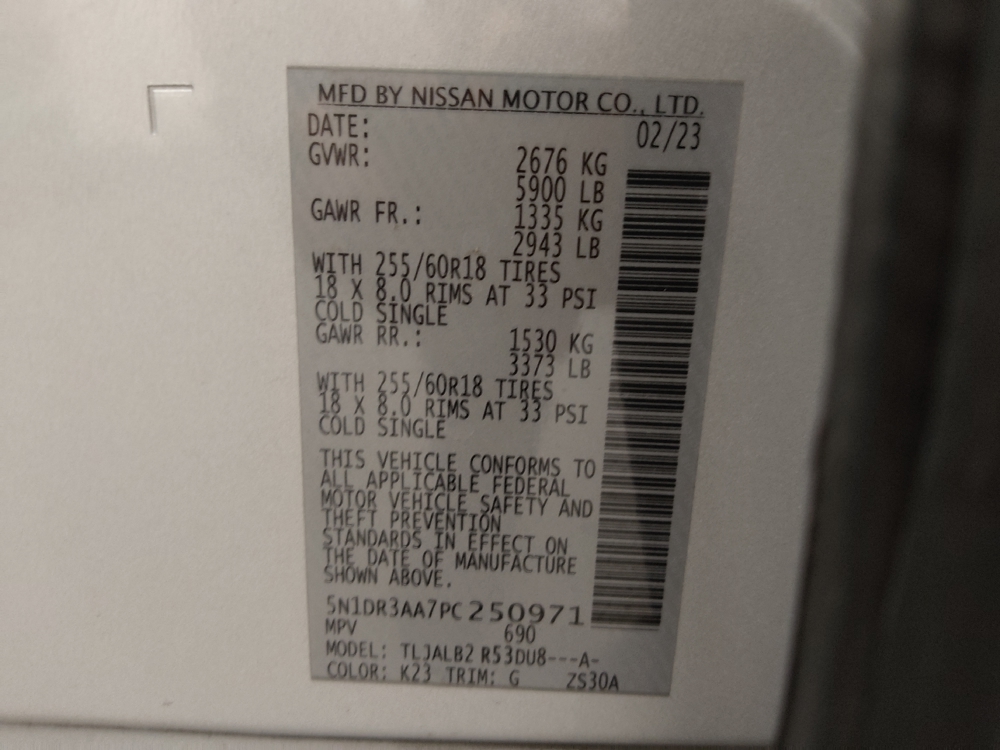 MFD BY NISSAN MOTOR CO., LTD.
DATE: 02/23
GVWR: 2676 KG
5900 LB
GAWR FR.: 1335 KG
2943 LB
WITH 255/60R18 TIRES
18 X 8.0 RIMS AT 33 PSI
COLD SINGLE
GAWR RR.: 1530 KG
3373 LB
WITH 255/60R18 TIRES
18 X 8.0 RIMS AT 33 PSI
COLD SINGLE
THIS VEHICLE CONFORMS TO
ALL APPLICABLE FEDERAL
MOTOR VEHICLE SAFETY AND
THEFT PREVENTION
STANDARDS IN EFFECT ON
THE DATE OF MANUFACTURE
SHOWN ABOVE.
5N1DR3AA7PC250971
MPV 690
MODEL: TLJALB2 R53DU8---A-
COLOR: K23 TRIM: G ZS30A